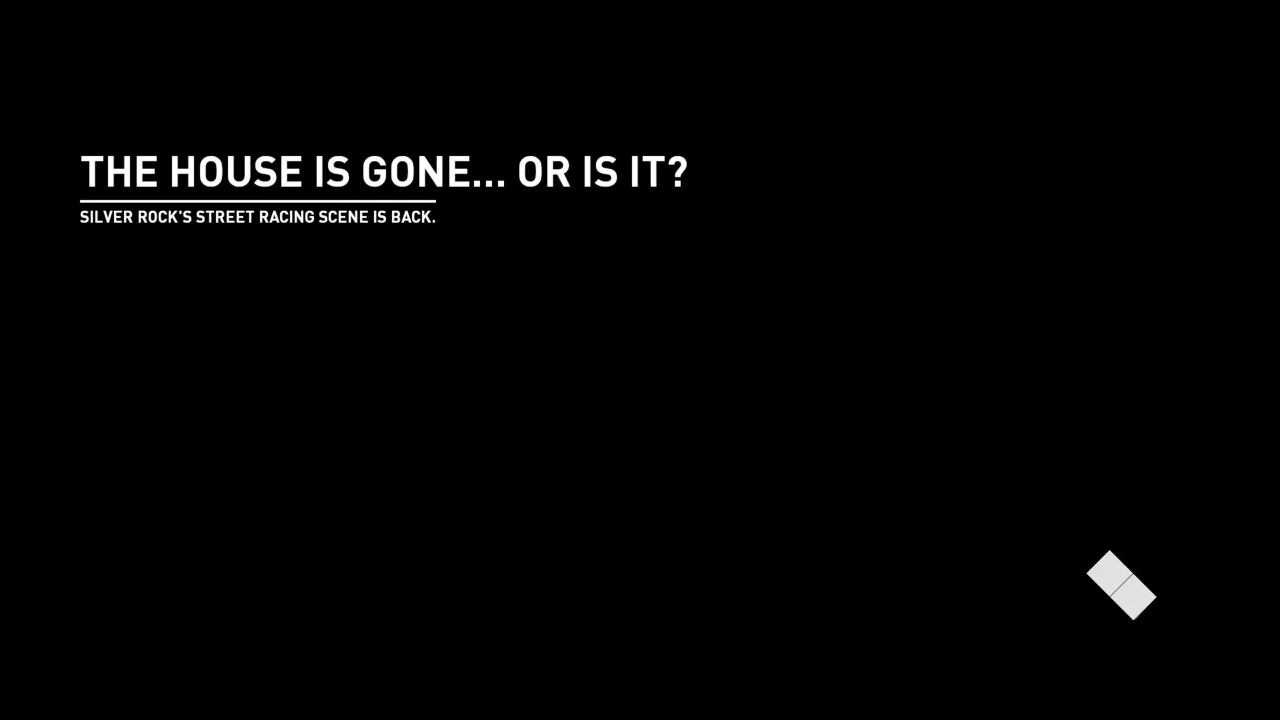 THE HOUSE IS GONE... OR IS IT?
SILVER ROCK'S STREET RACING SCENE IS BACK.